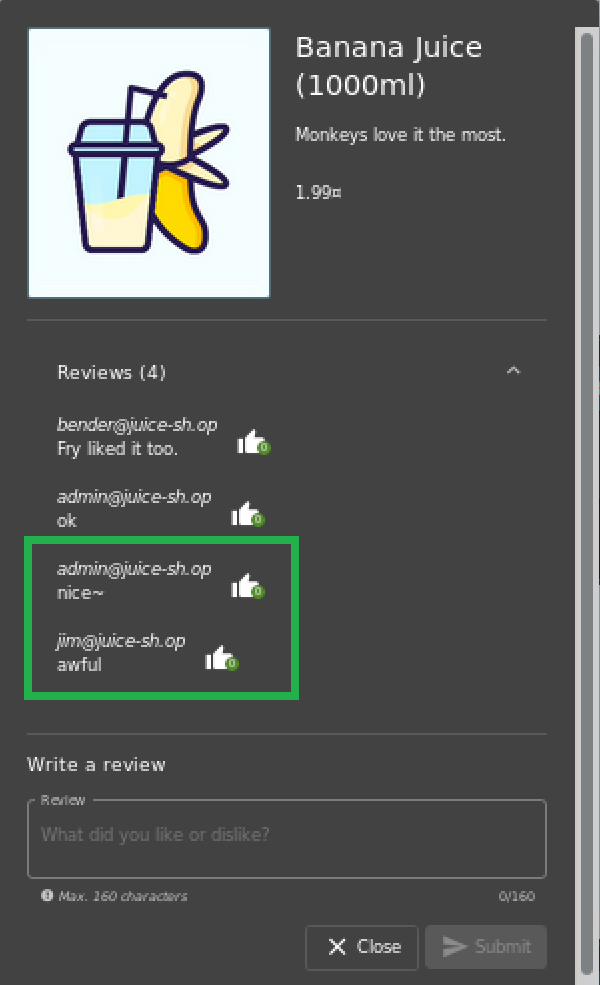 Banana Juice
(1000ml)
Monkeys love it the most.
1.99¤
Reviews (4)
bender@juice-sh.op
Fry liked it too.
0
admin@juice-sh.op
ok
0
admin@juice-sh.op
nice~
0
jim@juice-sh.op
awful
0
Write a review
Review
What did you like or dislike?
Max. 160 characters
0/160
Close
Submit